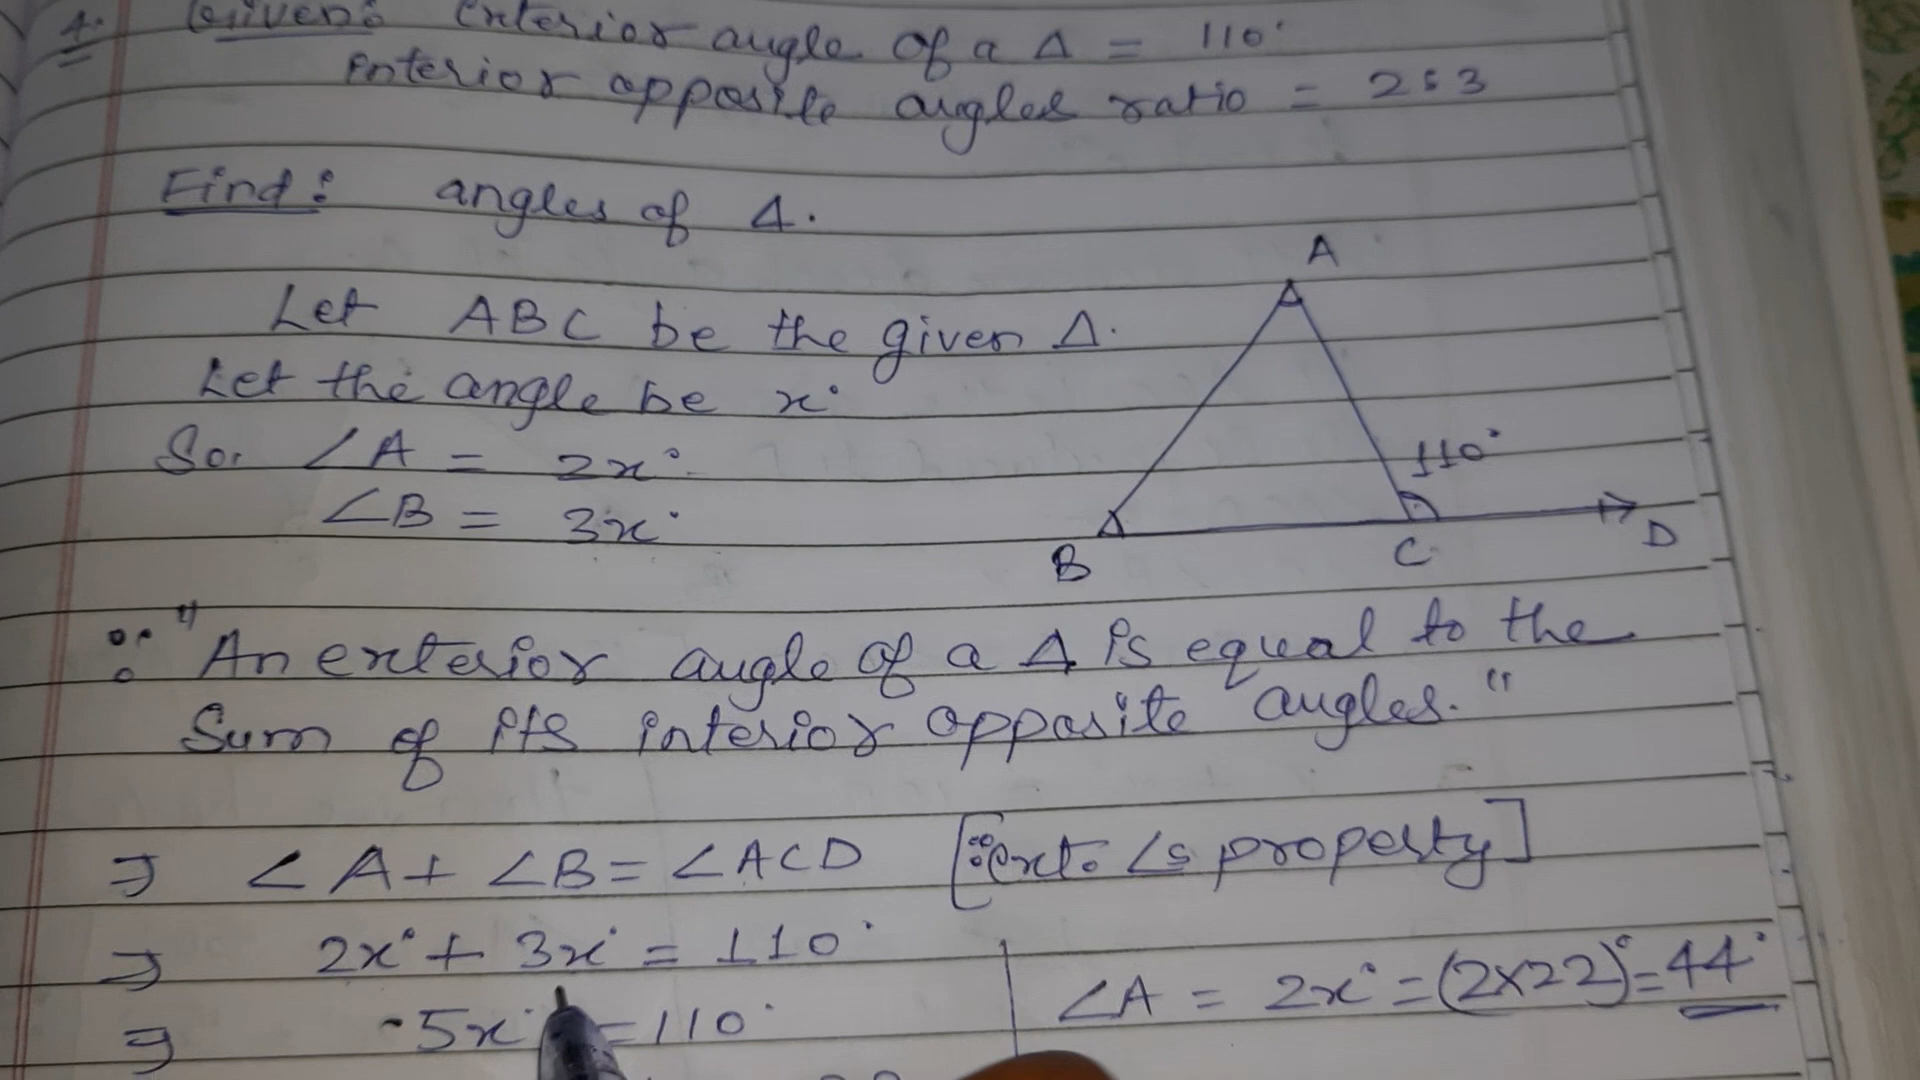 4. Given: Exterior angle of a Δ = 110°
Interior opposite angles ratio = 2:3
Find: angles of Δ.
Let ABC be the given Δ.
Let the angle be x°
So, ∠A = 2x°
∠B = 3x°
A
110°
B
C
D
∵ "An exterior angle of a Δ is equal to the
Sum of its interior opposite angles."
⇒ ∠A + ∠B = ∠ACD [∵ ext. ∠s property]
⇒ 2x° + 3x° = 110°
⇒ 5x° = 110°
∠A = 2x° = (2×22)° = 44°